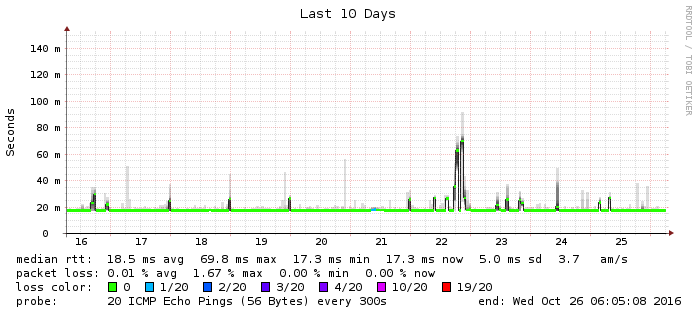 Last 10 Days
RRDTOOL / TOBI OETIKER
Seconds
140 m
120 m
100 m
80 m
60 m
40 m
20 m
0
16 17 18 19 20 21 22 23 24 25
median rtt: 18.5 ms avg 69.8 ms max 17.3 ms min 17.3 ms now 5.0 ms sd 3.7 am/s
packet loss: 0.01 % avg 1.67 % max 0.00 % min 0.00 % now
loss color: 0 1/20 2/20 3/20 4/20 10/20 19/20
probe: 20 ICMP Echo Pings (56 Bytes) every 300s end: Wed Oct 26 06:05:08 2016